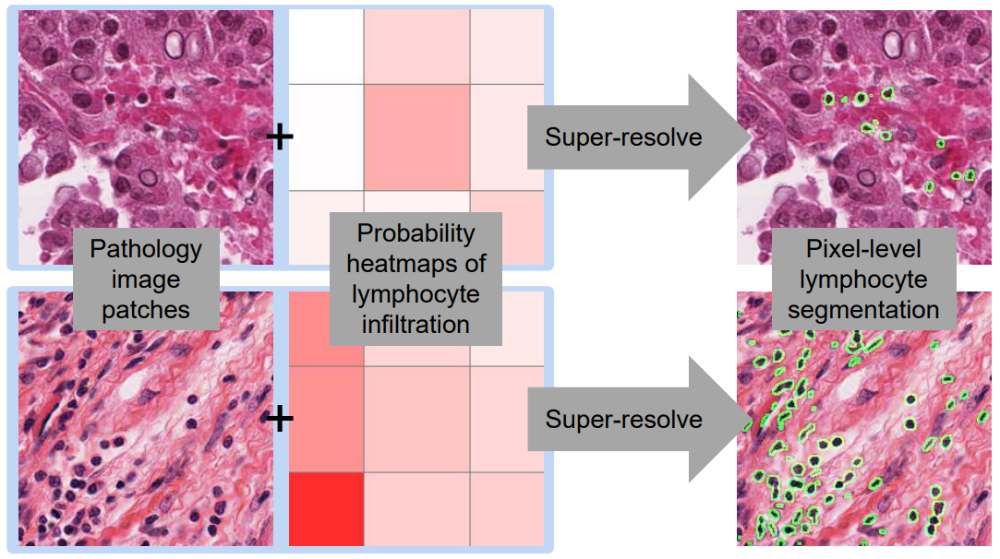 +
Super-resolve
Pathology
image
patches
Probability
heatmaps of
lymphocyte
infiltration
Pixel-level
lymphocyte
segmentation
+
Super-resolve